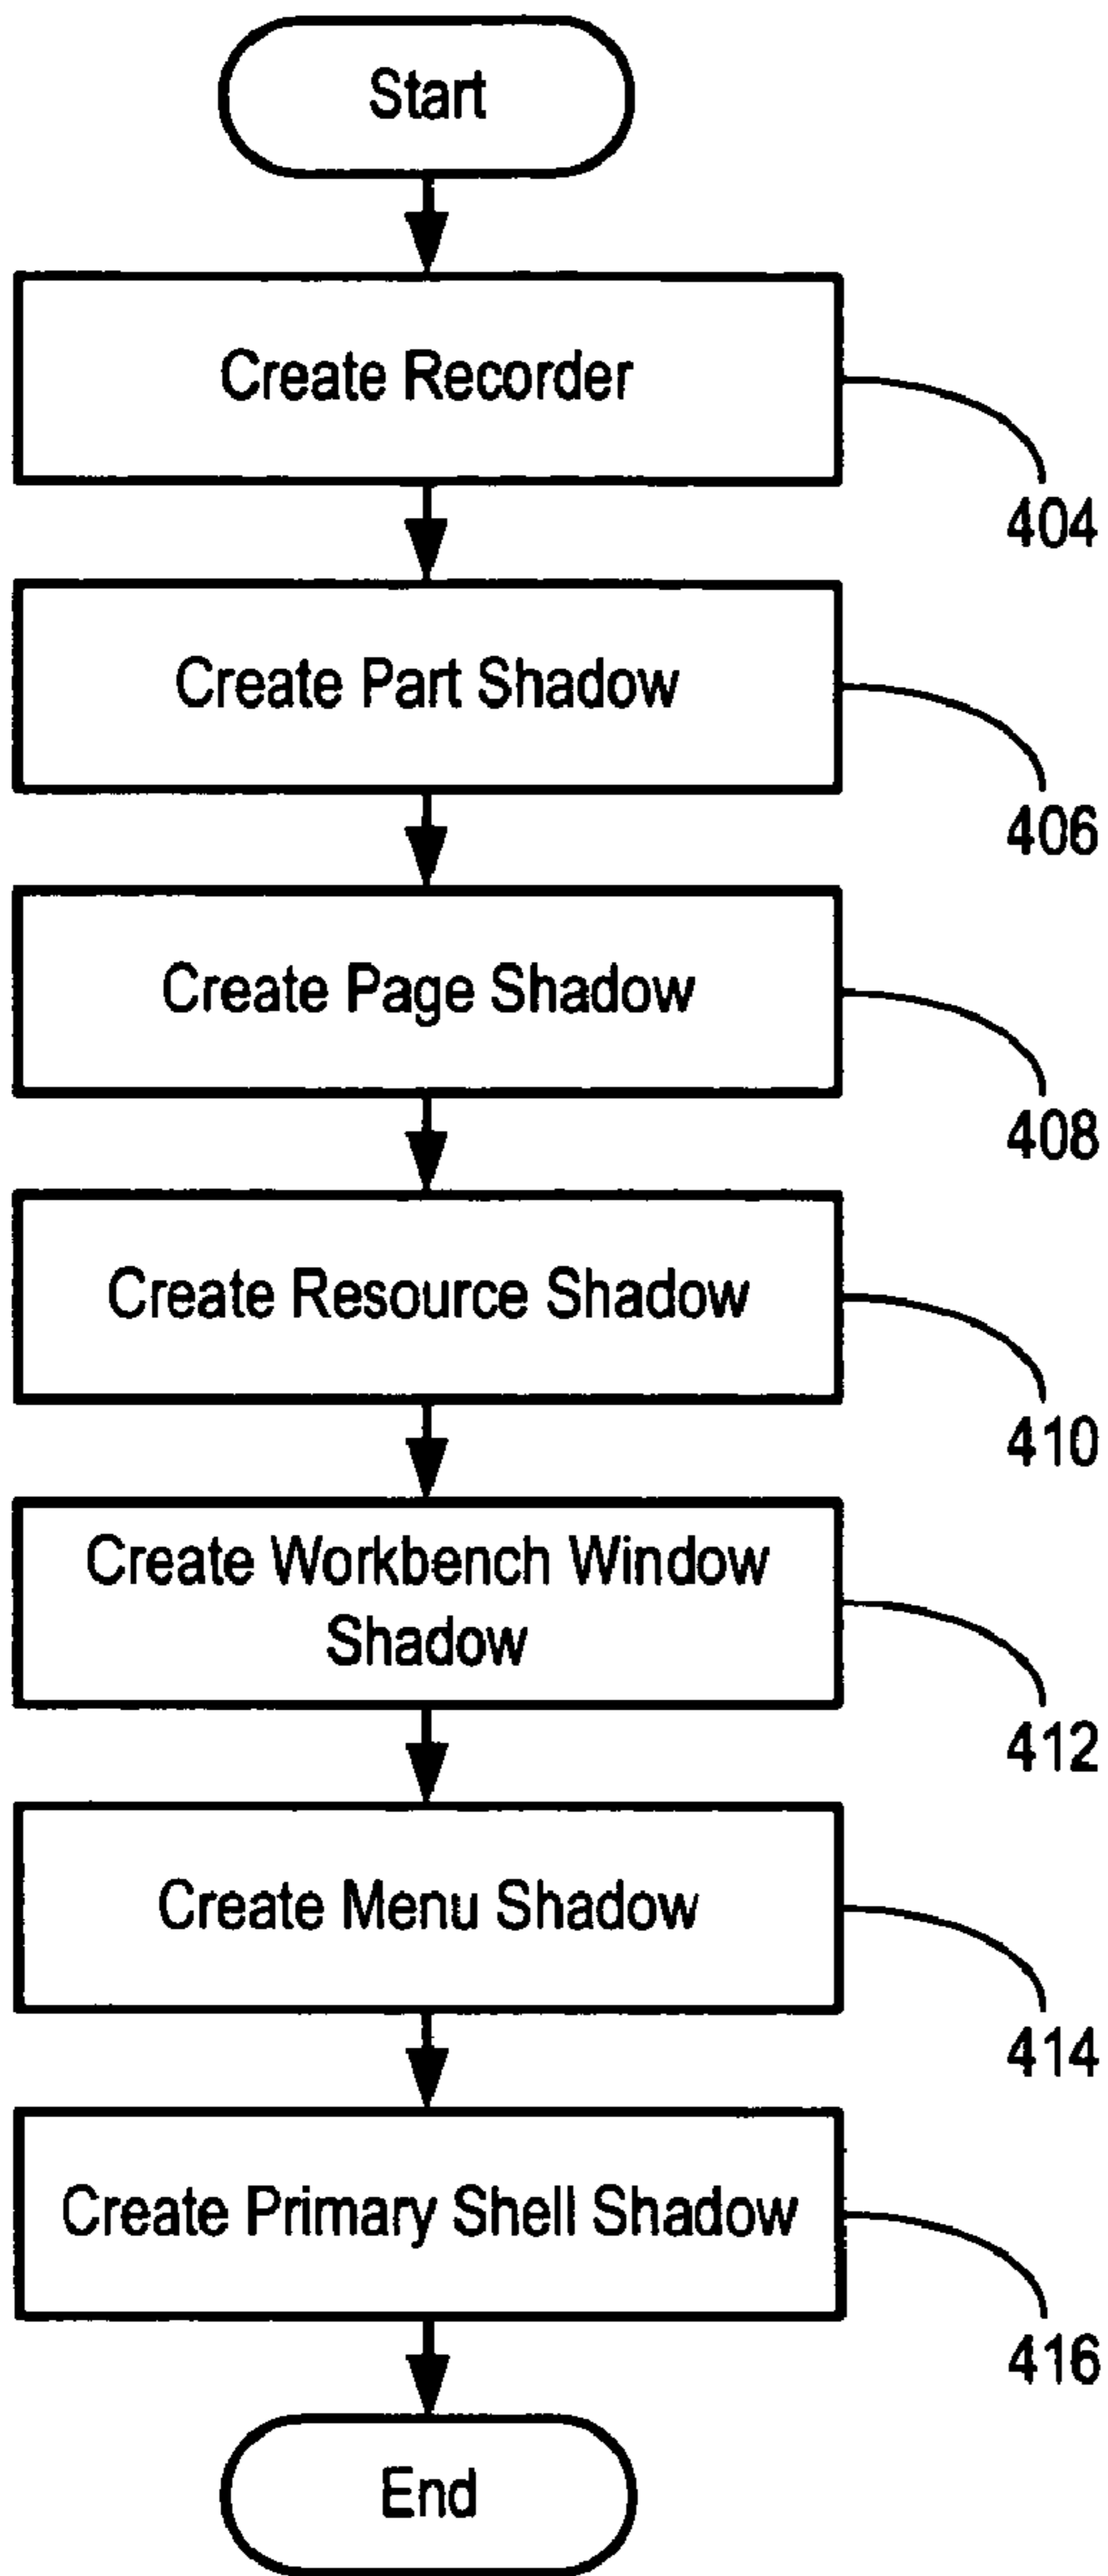 Start
Create Recorder
404
Create Part Shadow
406
Create Page Shadow
408
Create Resource Shadow
410
Create Workbench Window
Shadow
412
Create Menu Shadow
414
Create Primary Shell Shadow
416
End